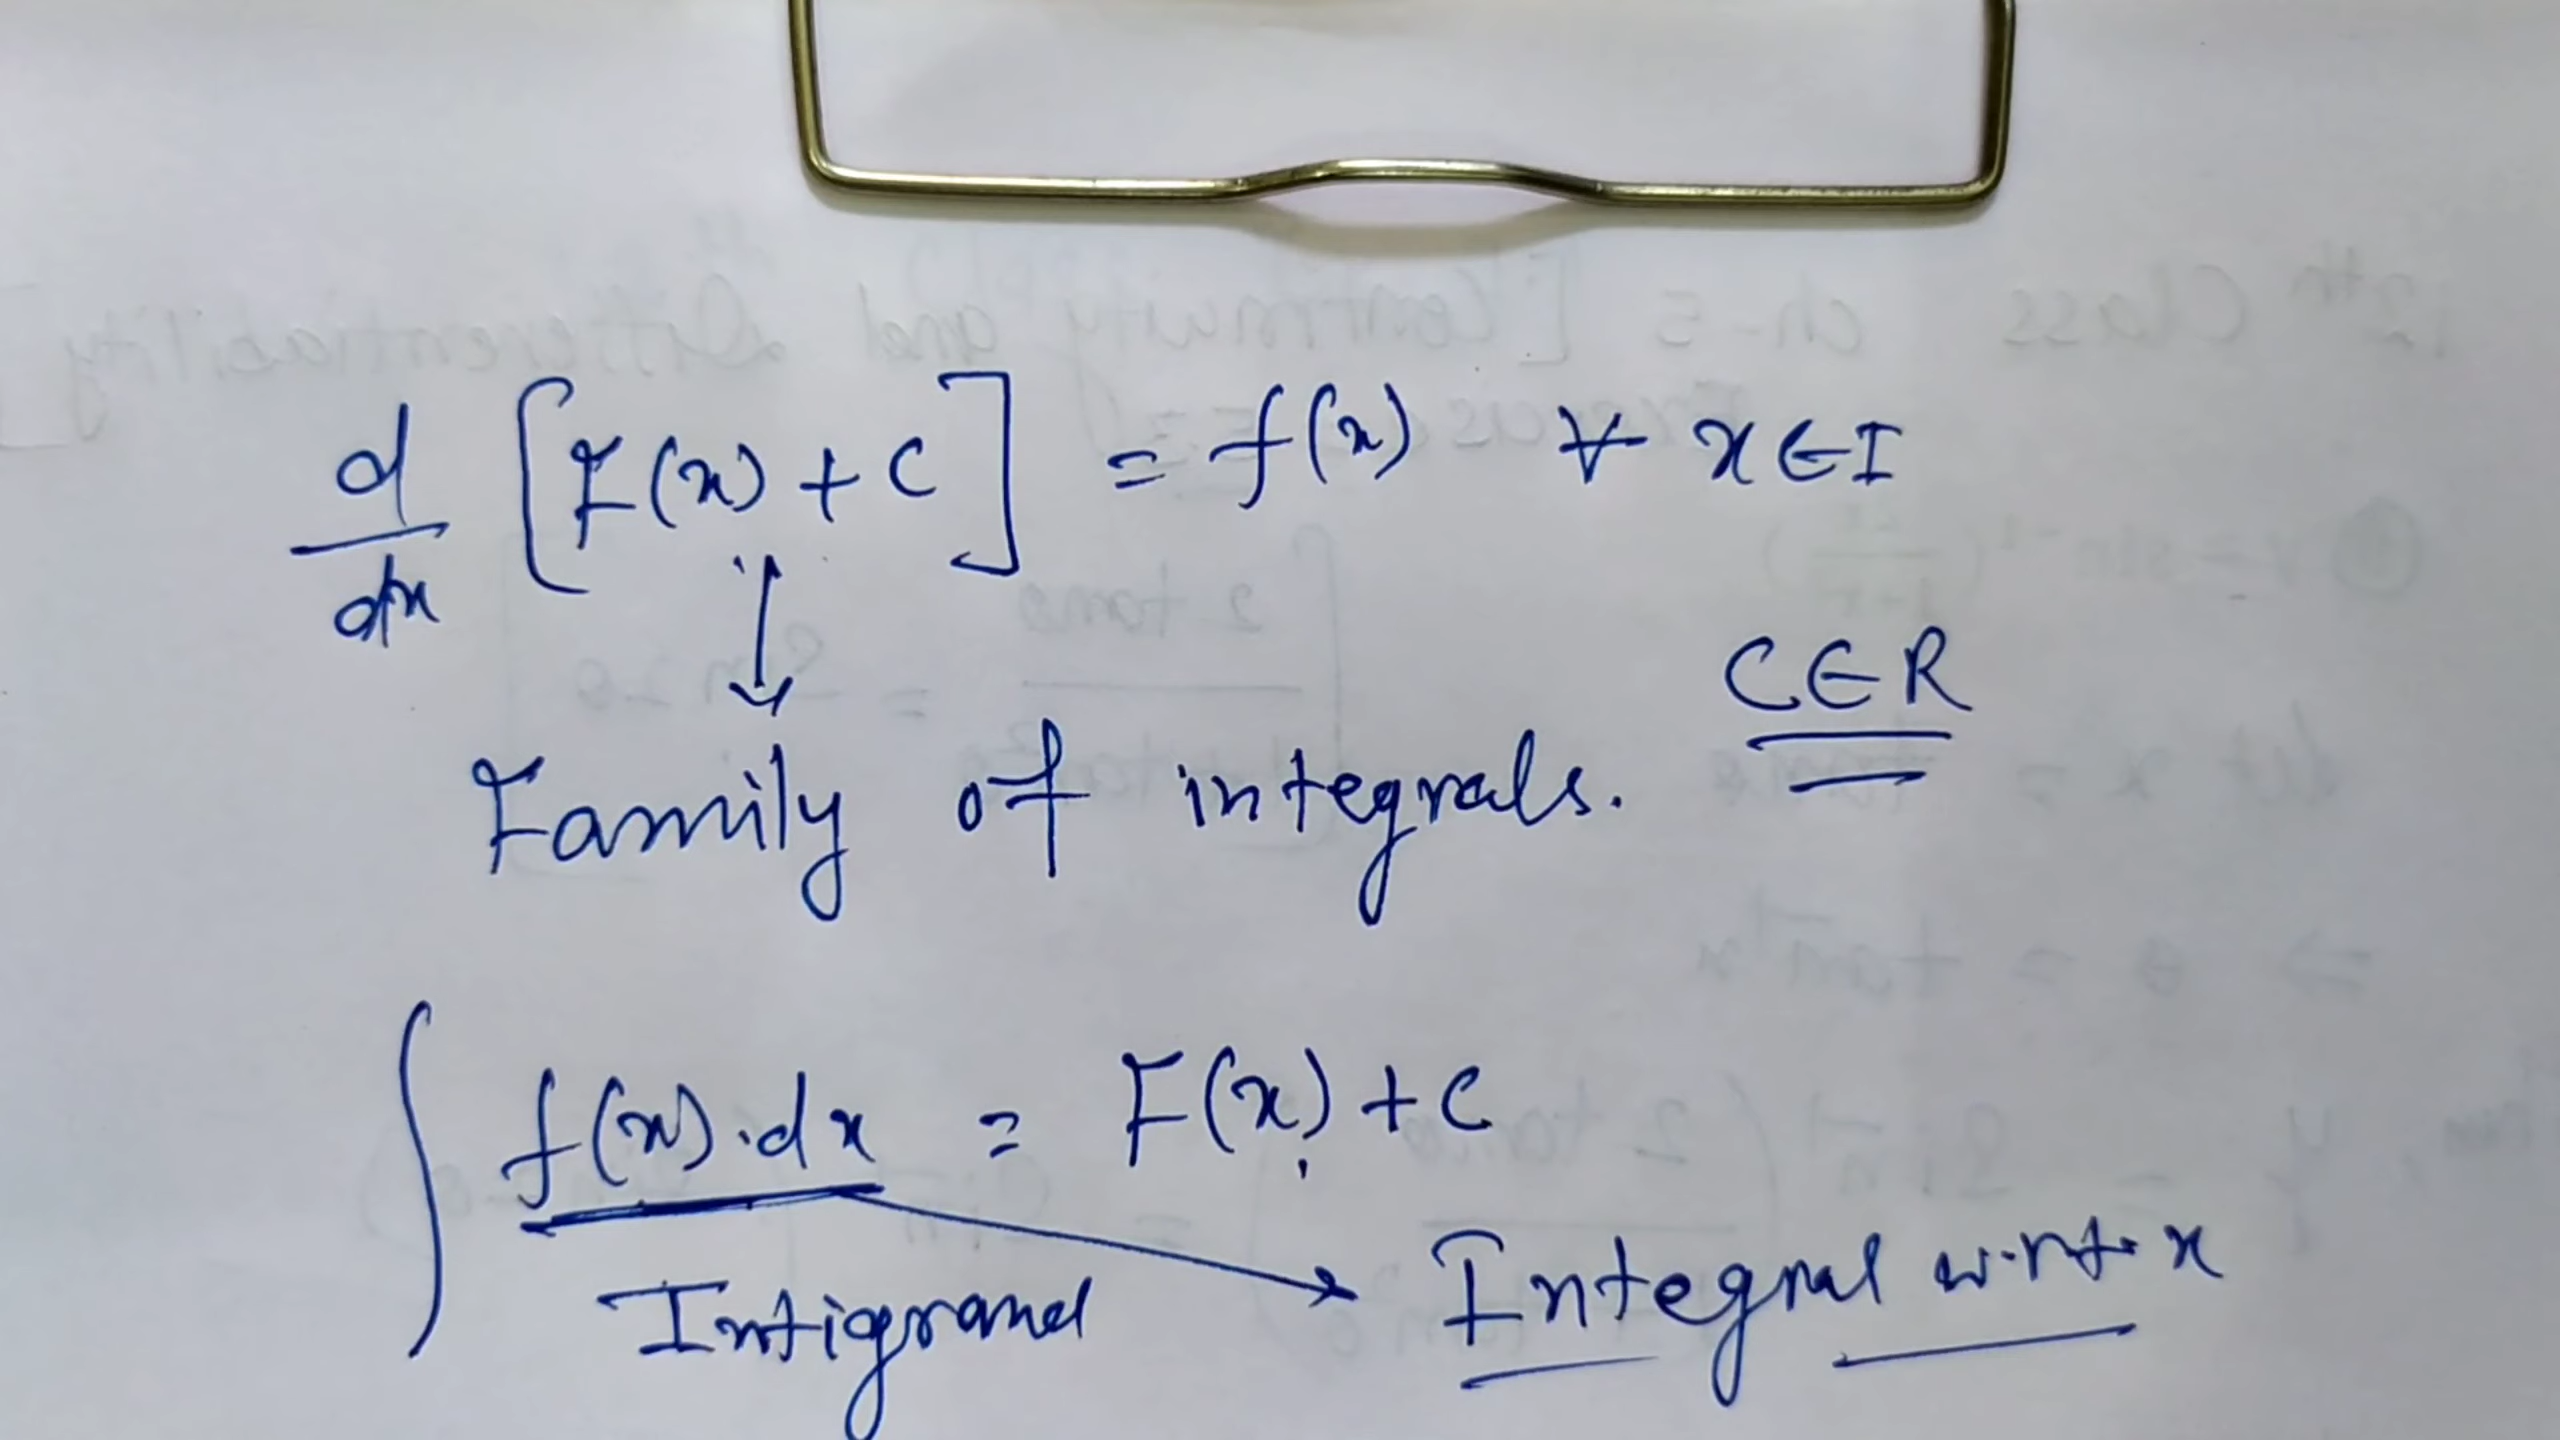 d/dx [F(x) + C] = f(x) ∀ x ∈ I
C ∈ R
Family of integrals.
∫ f(x).dx = F(x) + C
Intigrand
Integral w.r.t. x